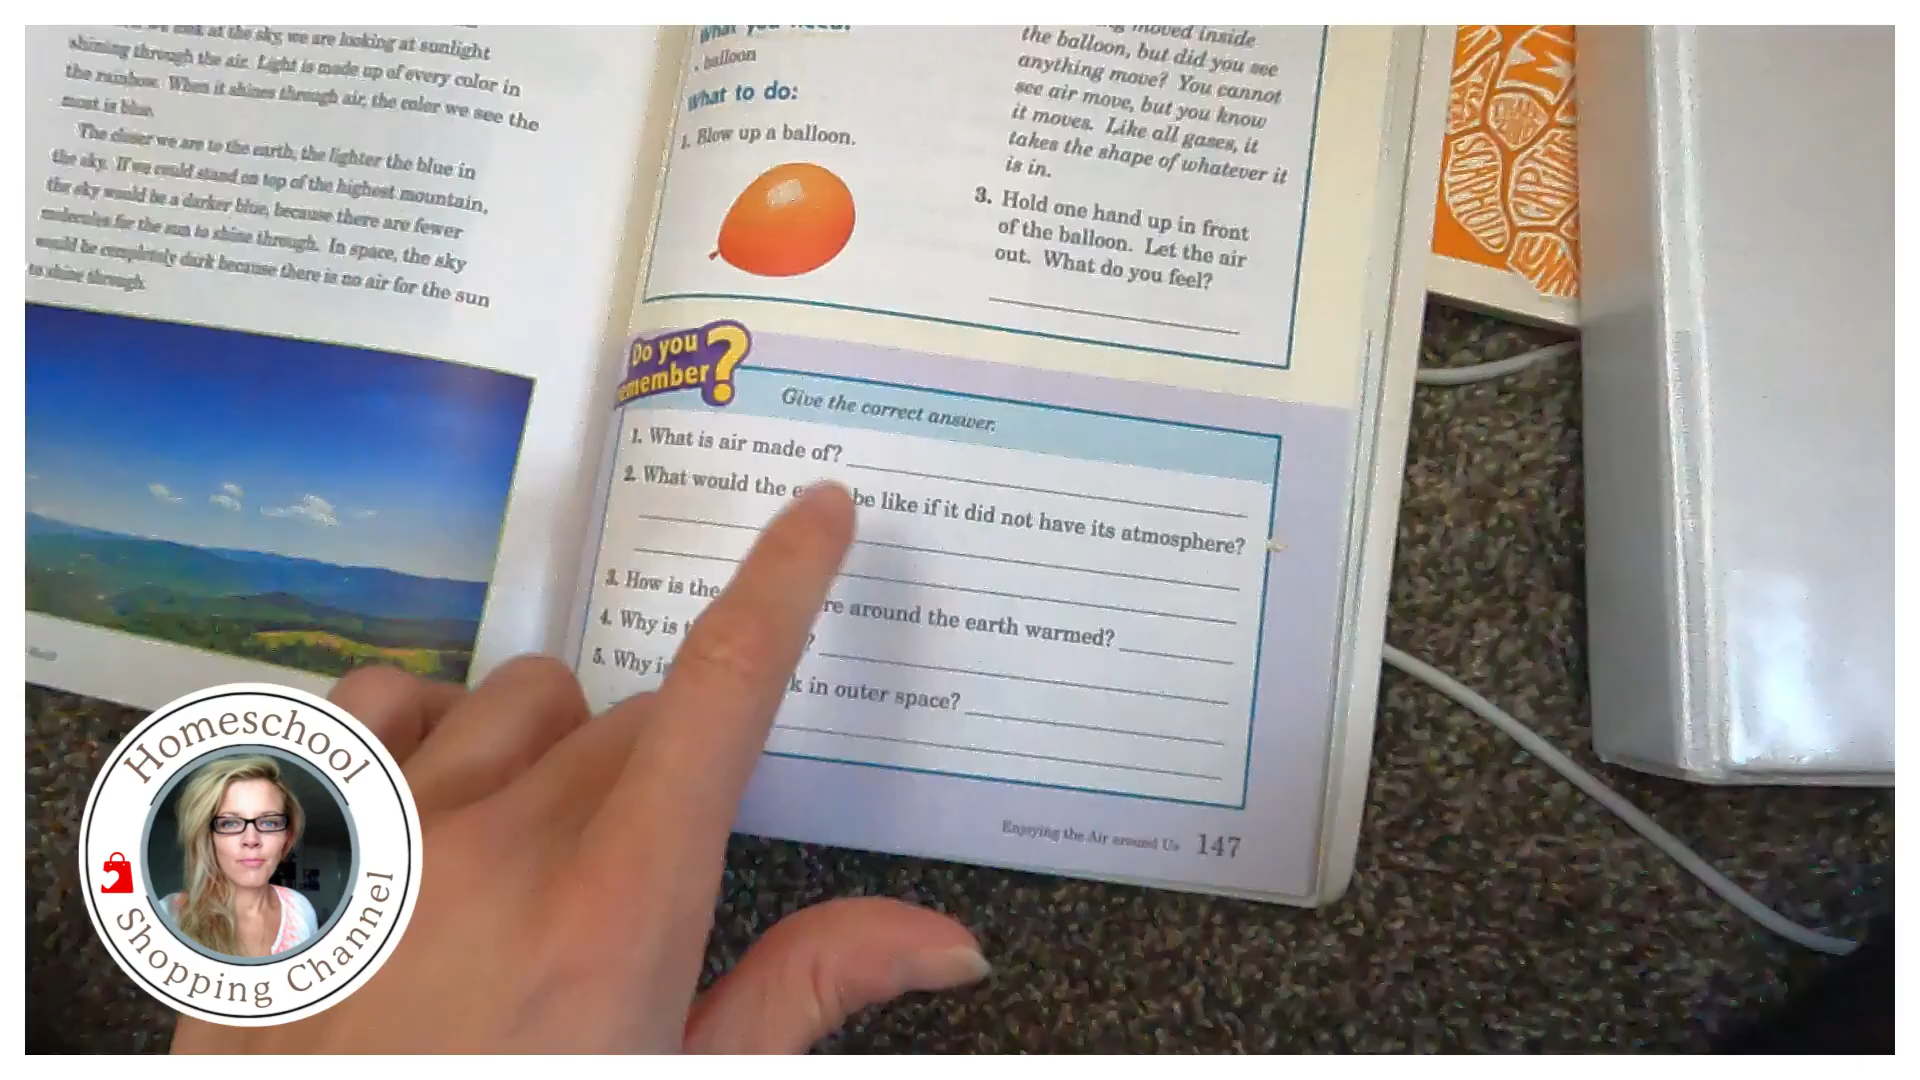 at the sky, we are looking at sunlight
shining through the air. Light is made up of every color in
the rainbow. When it shines through air, the color we see the
most is blue.
The closer we are to the earth, the lighter the blue in
the sky. If we could stand on top of the highest mountain,
the sky would be a darker blue, because there are fewer
molecules for the sun to shine through. In space, the sky
would be completely dark because there is no air for the sun
to shine through.
What you need:
balloon
What to do:
1. Blow up a balloon.
moved inside
the balloon, but did you see
anything move? You cannot
see air move, but you know
it moves. Like all gases, it
takes the shape of whatever it
is in.
3. Hold one hand up in front
of the balloon. Let the air
out. What do you feel?
Do you
emember?
Give the correct answer.
1. What is air made of?
2. What would the e be like if it did not have its atmosphere?
3. How is the re around the earth warmed?
4. Why is t ?
5. Why is k in outer space?
Enjoying the Air around Us 147
Homeschool
Shopping Channel